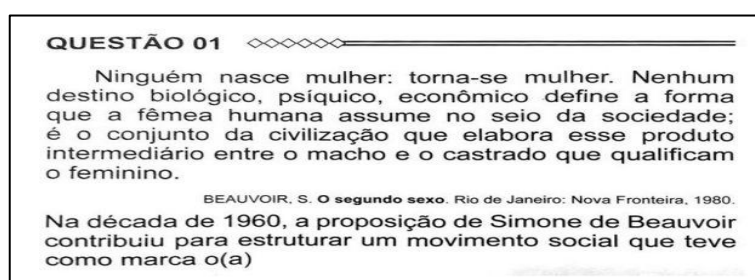 QUESTÃO 01
Ninguém nasce mulher: torna-se mulher. Nenhum
destino biológico, psíquico, econômico define a forma
que a fêmea humana assume no seio da sociedade;
é o conjunto da civilização que elabora esse produto
intermediário entre o macho e o castrado que qualificam
o feminino.
BEAUVOIR, S. O segundo sexo. Rio de Janeiro: Nova Fronteira, 1980.
Na década de 1960, a proposição de Simone de Beauvoir
contribuiu para estruturar um movimento social que teve
como marca o(a)